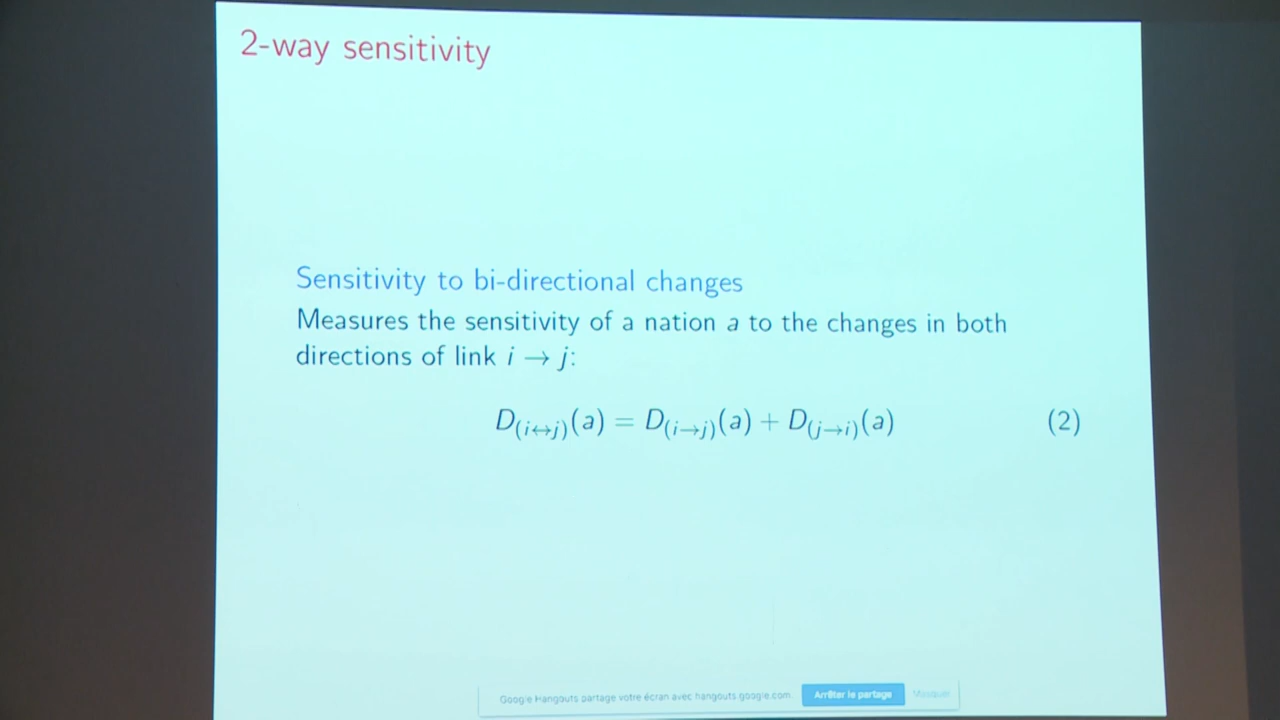 2-way sensitivity
Sensitivity to bi-directional changes
Measures the sensitivity of a nation a to the changes in both
directions of link i → j:
D(i↔j)(a) = D(i→j)(a) + D(j→i)(a) (2)
Google Hangouts partage votre écran avec hangouts.google.com. Arrêter le partage Masquer